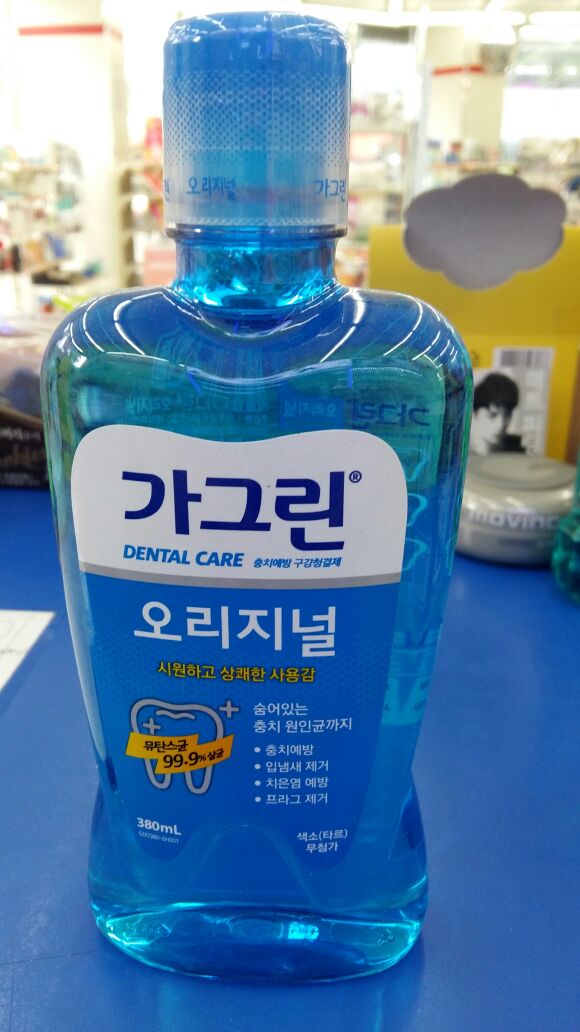 오리지널
가그린
가그린®
DENTAL CARE 충치예방 구강청결제
오리지널
시원하고 상쾌한 사용감
숨어있는
충치 원인균까지
뮤탄스균
99.9% 살균
• 충치예방
• 입냄새 제거
• 치은염 예방
• 프라그 제거
380mL
색소(타르)
무첨가